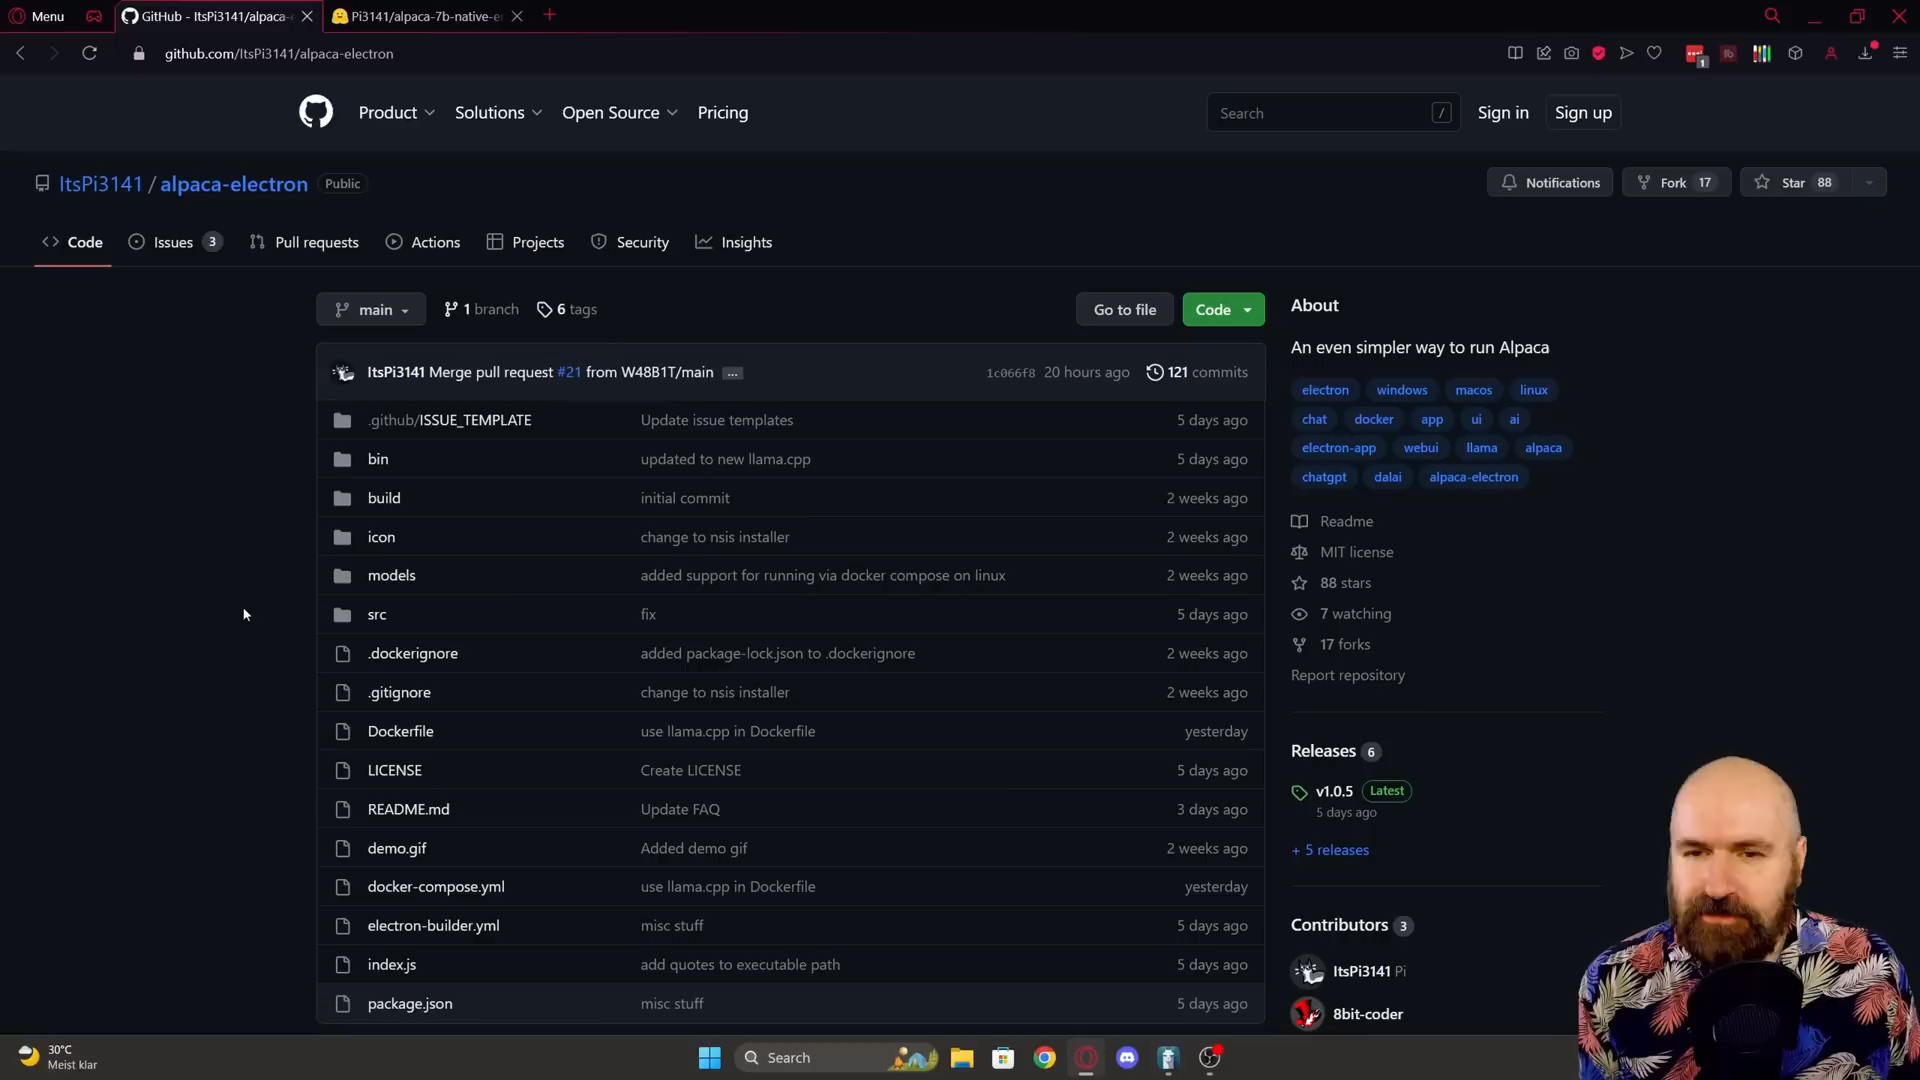 Menu
GitHub - ItsPi3141/alpaca-
Pi3141/alpaca-7b-native-e
github.com/ItsPi3141/alpaca-electron
1
Product
Solutions
Open Source
Pricing
Search /
Sign in
Sign up
ItsPi3141 / alpaca-electron Public
Notifications
Fork 17
Star 88
Code
Issues 3
Pull requests
Actions
Projects
Security
Insights
main
1 branch
6 tags
Go to file
Code
ItsPi3141 Merge pull request #21 from W48B1T/main ... 1c066f8 20 hours ago 121 commits
.github/ISSUE_TEMPLATE Update issue templates 5 days ago
bin updated to new llama.cpp 5 days ago
build initial commit 2 weeks ago
icon change to nsis installer 2 weeks ago
models added support for running via docker compose on linux 2 weeks ago
src fix 5 days ago
.dockerignore added package-lock.json to .dockerignore 2 weeks ago
.gitignore change to nsis installer 2 weeks ago
Dockerfile use llama.cpp in Dockerfile yesterday
LICENSE Create LICENSE 5 days ago
README.md Update FAQ 3 days ago
demo.gif Added demo gif 2 weeks ago
docker-compose.yml use llama.cpp in Dockerfile yesterday
electron-builder.yml misc stuff 5 days ago
index.js add quotes to executable path 5 days ago
package.json misc stuff 5 days ago
About
An even simpler way to run Alpaca
electron windows macos linux
chat docker app ui ai
electron-app webui llama alpaca
chatgpt dalai alpaca-electron
Readme
MIT license
88 stars
7 watching
17 forks
Report repository
Releases 6
v1.0.5 Latest
5 days ago
+ 5 releases
Contributors 3
ItsPi3141 Pi
8bit-coder
30°C
Meist klar
Search